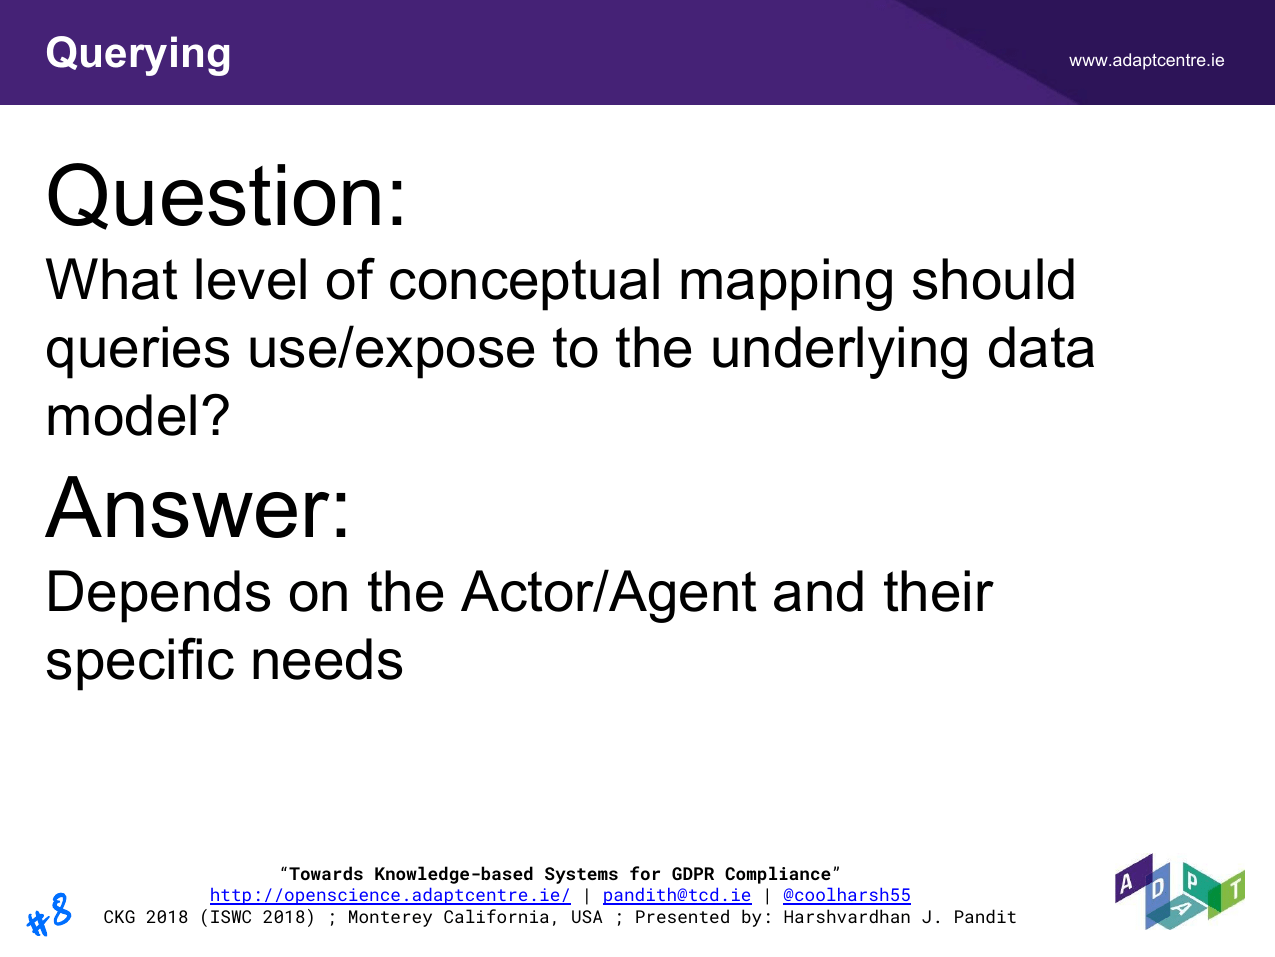 Querying
www.adaptcentre.ie
Question:
What level of conceptual mapping should
queries use/expose to the underlying data
model?
Answer:
Depends on the Actor/Agent and their
specific needs
“Towards Knowledge-based Systems for GDPR Compliance”
http://openscience.adaptcentre.ie/ | pandith@tcd.ie | @coolharsh55
CKG 2018 (ISWC 2018) ; Monterey California, USA ; Presented by: Harshvardhan J. Pandit
#8
ADAPT